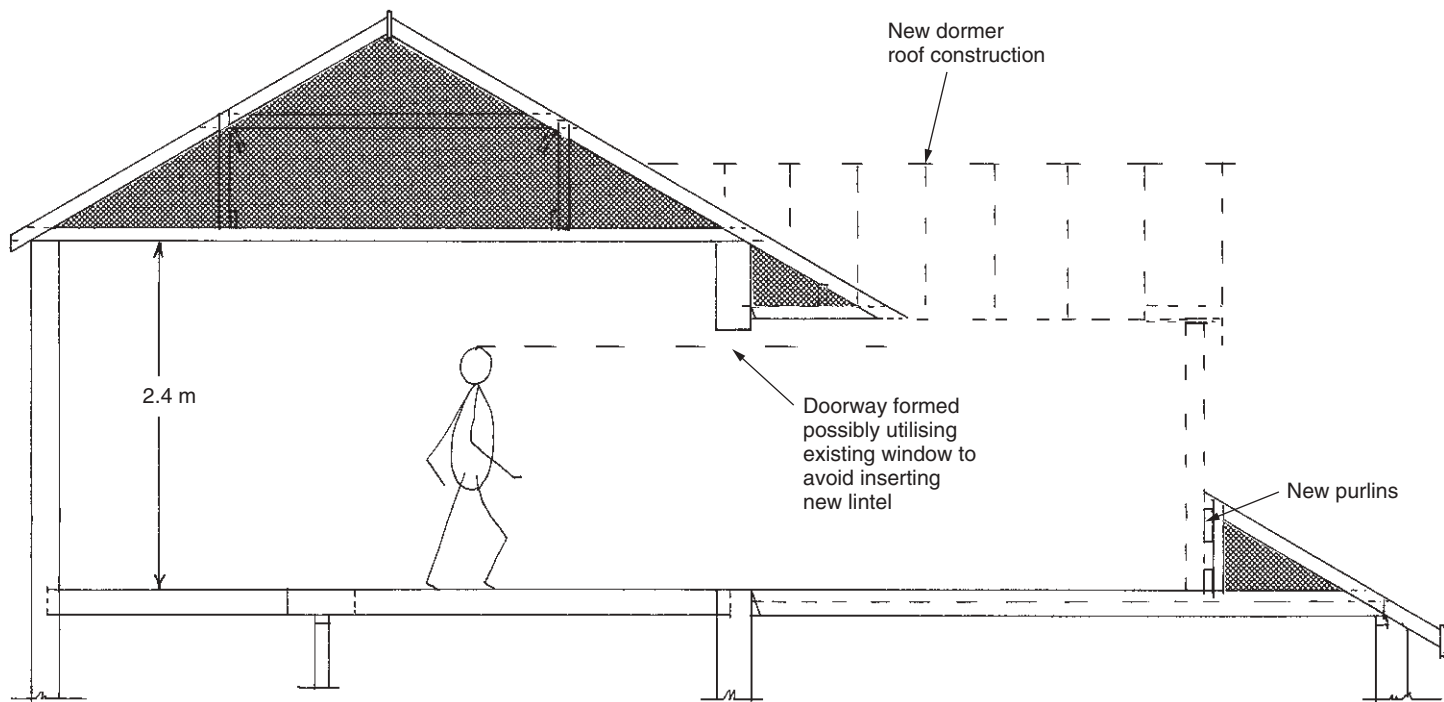 New dormer
roof construction
2.4 m
Doorway formed
possibly utilising
existing window to
avoid inserting
new lintel
New purlins